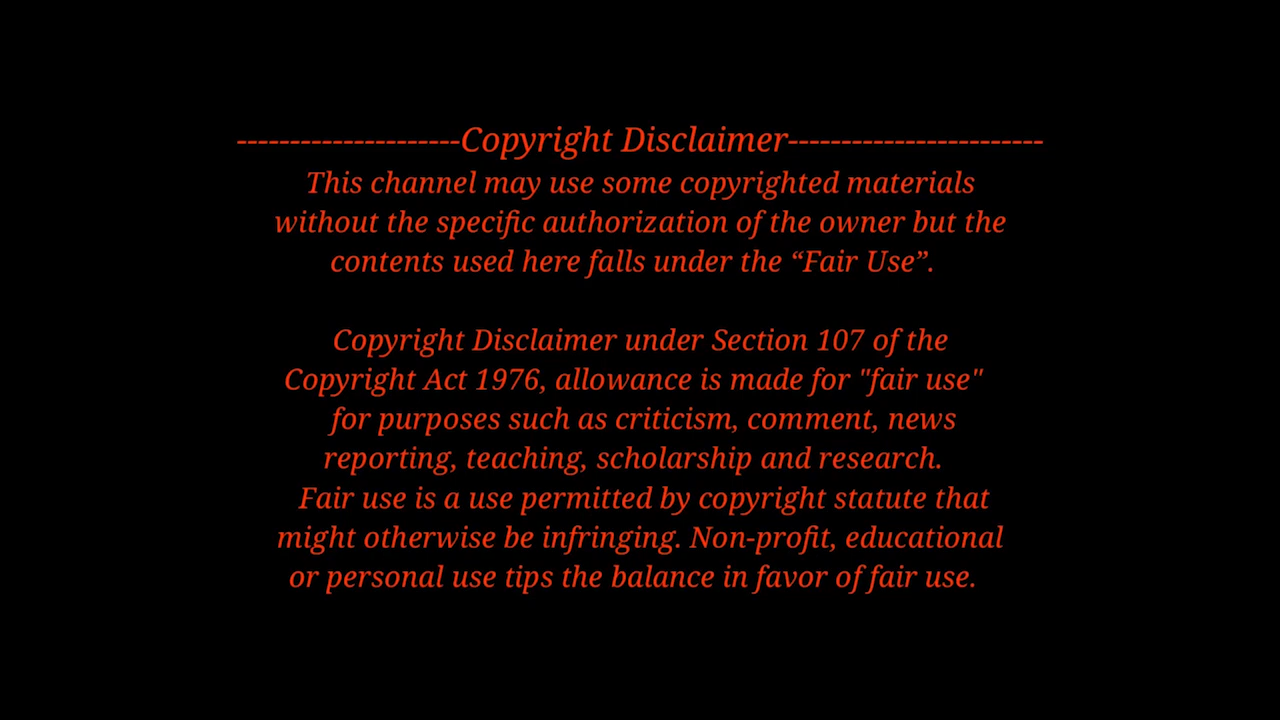 ---------------------Copyright Disclaimer------------------------
This channel may use some copyrighted materials
without the specific authorization of the owner but the
contents used here falls under the “Fair Use”.
Copyright Disclaimer under Section 107 of the
Copyright Act 1976, allowance is made for "fair use"
for purposes such as criticism, comment, news
reporting, teaching, scholarship and research.
Fair use is a use permitted by copyright statute that
might otherwise be infringing. Non-profit, educational
or personal use tips the balance in favor of fair use.